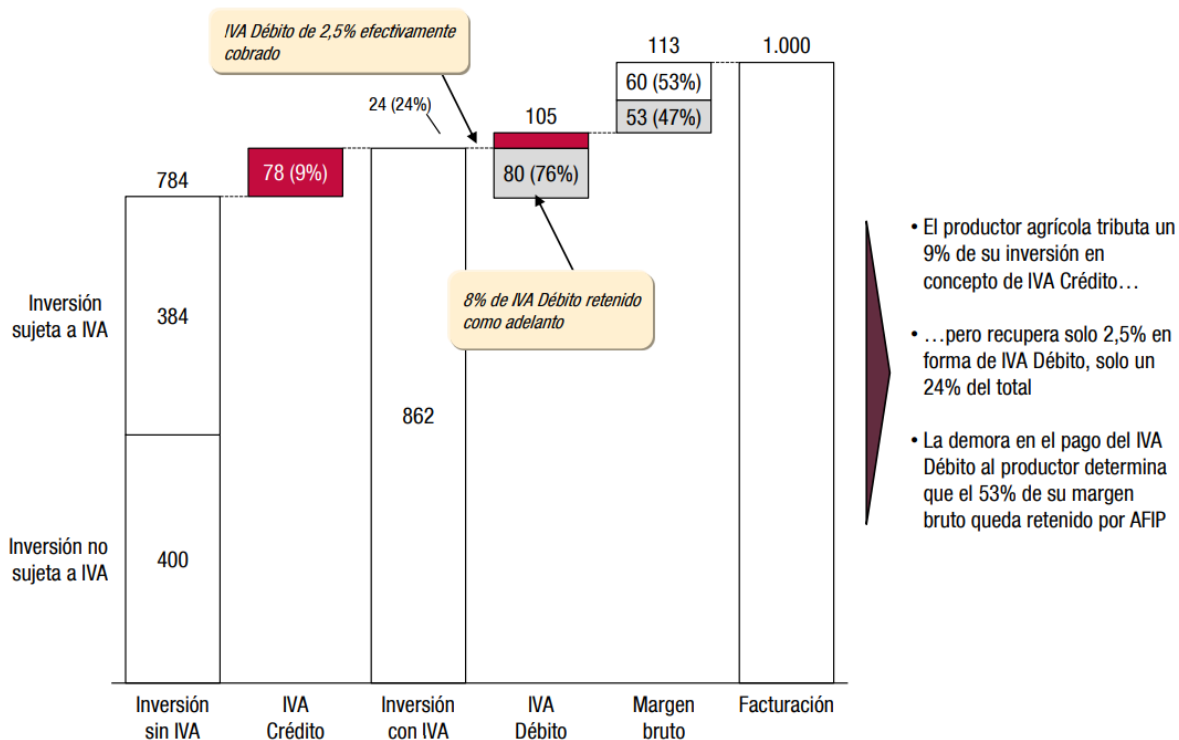 IVA Débito de 2,5% efectivamente
cobrado
113
1.000
24 (24%)
105
60 (53%)
53 (47%)
784
78 (9%)
80 (76%)
8% de IVA Débito retenido
como adelanto
Inversión
sujeta a IVA
384
862
Inversión no
sujeta a IVA
400
• El productor agrícola tributa un
9% de su inversión en
concepto de IVA Crédito…
• …pero recupera solo 2,5% en
forma de IVA Débito, solo un
24% del total
• La demora en el pago del IVA
Débito al productor determina
que el 53% de su margen
bruto queda retenido por AFIP
Inversión
sin IVA
IVA
Crédito
Inversión
con IVA
IVA
Débito
Margen
bruto
Facturación